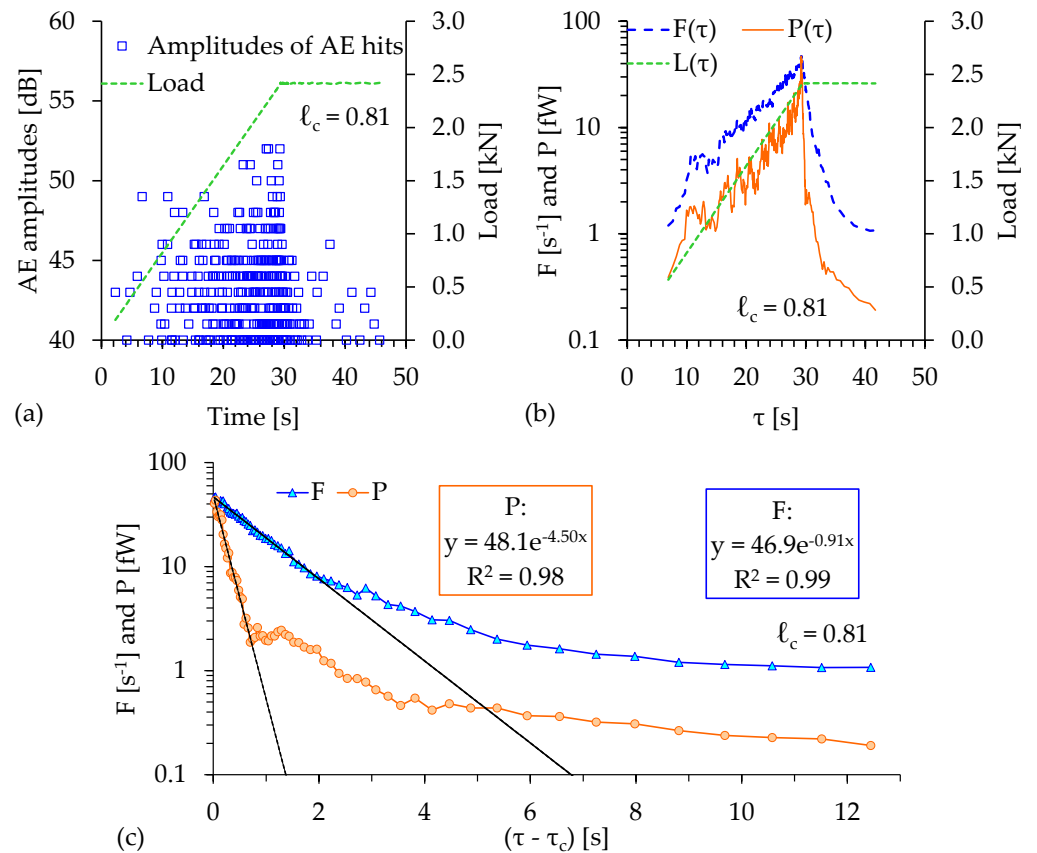 60
55
50
45
40
AE amplitudes [dB]
Amplitudes of AE hits
Load
ℓc = 0.81
3.0
2.5
2.0
1.5
1.0
0.5
0.0
Load [kN]
0 10 20 30 40 50
Time [s]
(a)
100
10
1
0.1
F [s-1] and P [fW]
F(τ) P(τ)
L(τ)
ℓc = 0.81
3.0
2.5
2.0
1.5
1.0
0.5
0.0
Load [kN]
0 10 20 30 40 50
τ [s]
(b)
100
10
1
0.1
F [s-1] and P [fW]
F P
P:
y = 48.1e-4.50x
R2 = 0.98
F:
y = 46.9e-0.91x
R2 = 0.99
ℓc = 0.81
0 2 4 6 8 10 12
(τ - τc) [s]
(c)